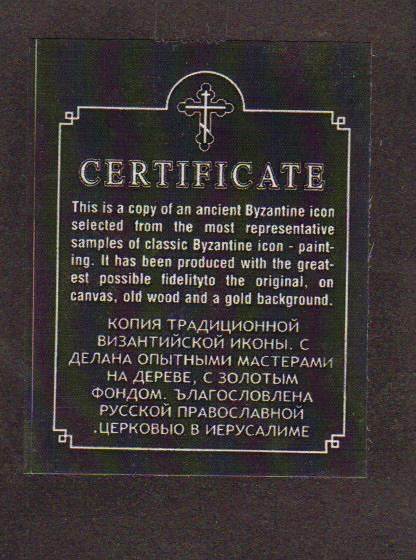 CERTIFICATE
This is a copy of an ancient Byzantine icon
selected from the most representative
samples of classic Byzantine icon - paint-
ing. It has been produced with the great-
est possible fidelityto the original, on
canvas, old wood and a gold background.
КОПИЯ ТРАДИЦИОННОЙ
ВИЗАНТИЙСКОЙ ИКОНЫ. С
ДЕЛАНА ОПЫТНЫМИ МАСТЕРАМИ
НА ДЕРЕВЕ, С ЗОЛОТЫМ
ФОНДОМ. ЪЛАГОСЛОВЛЕНА
РУССКОЙ ПРАВОСЛАВНОЙ
.ЦЕРКОВЬЮ В ИЕРУСАЛИМЕ